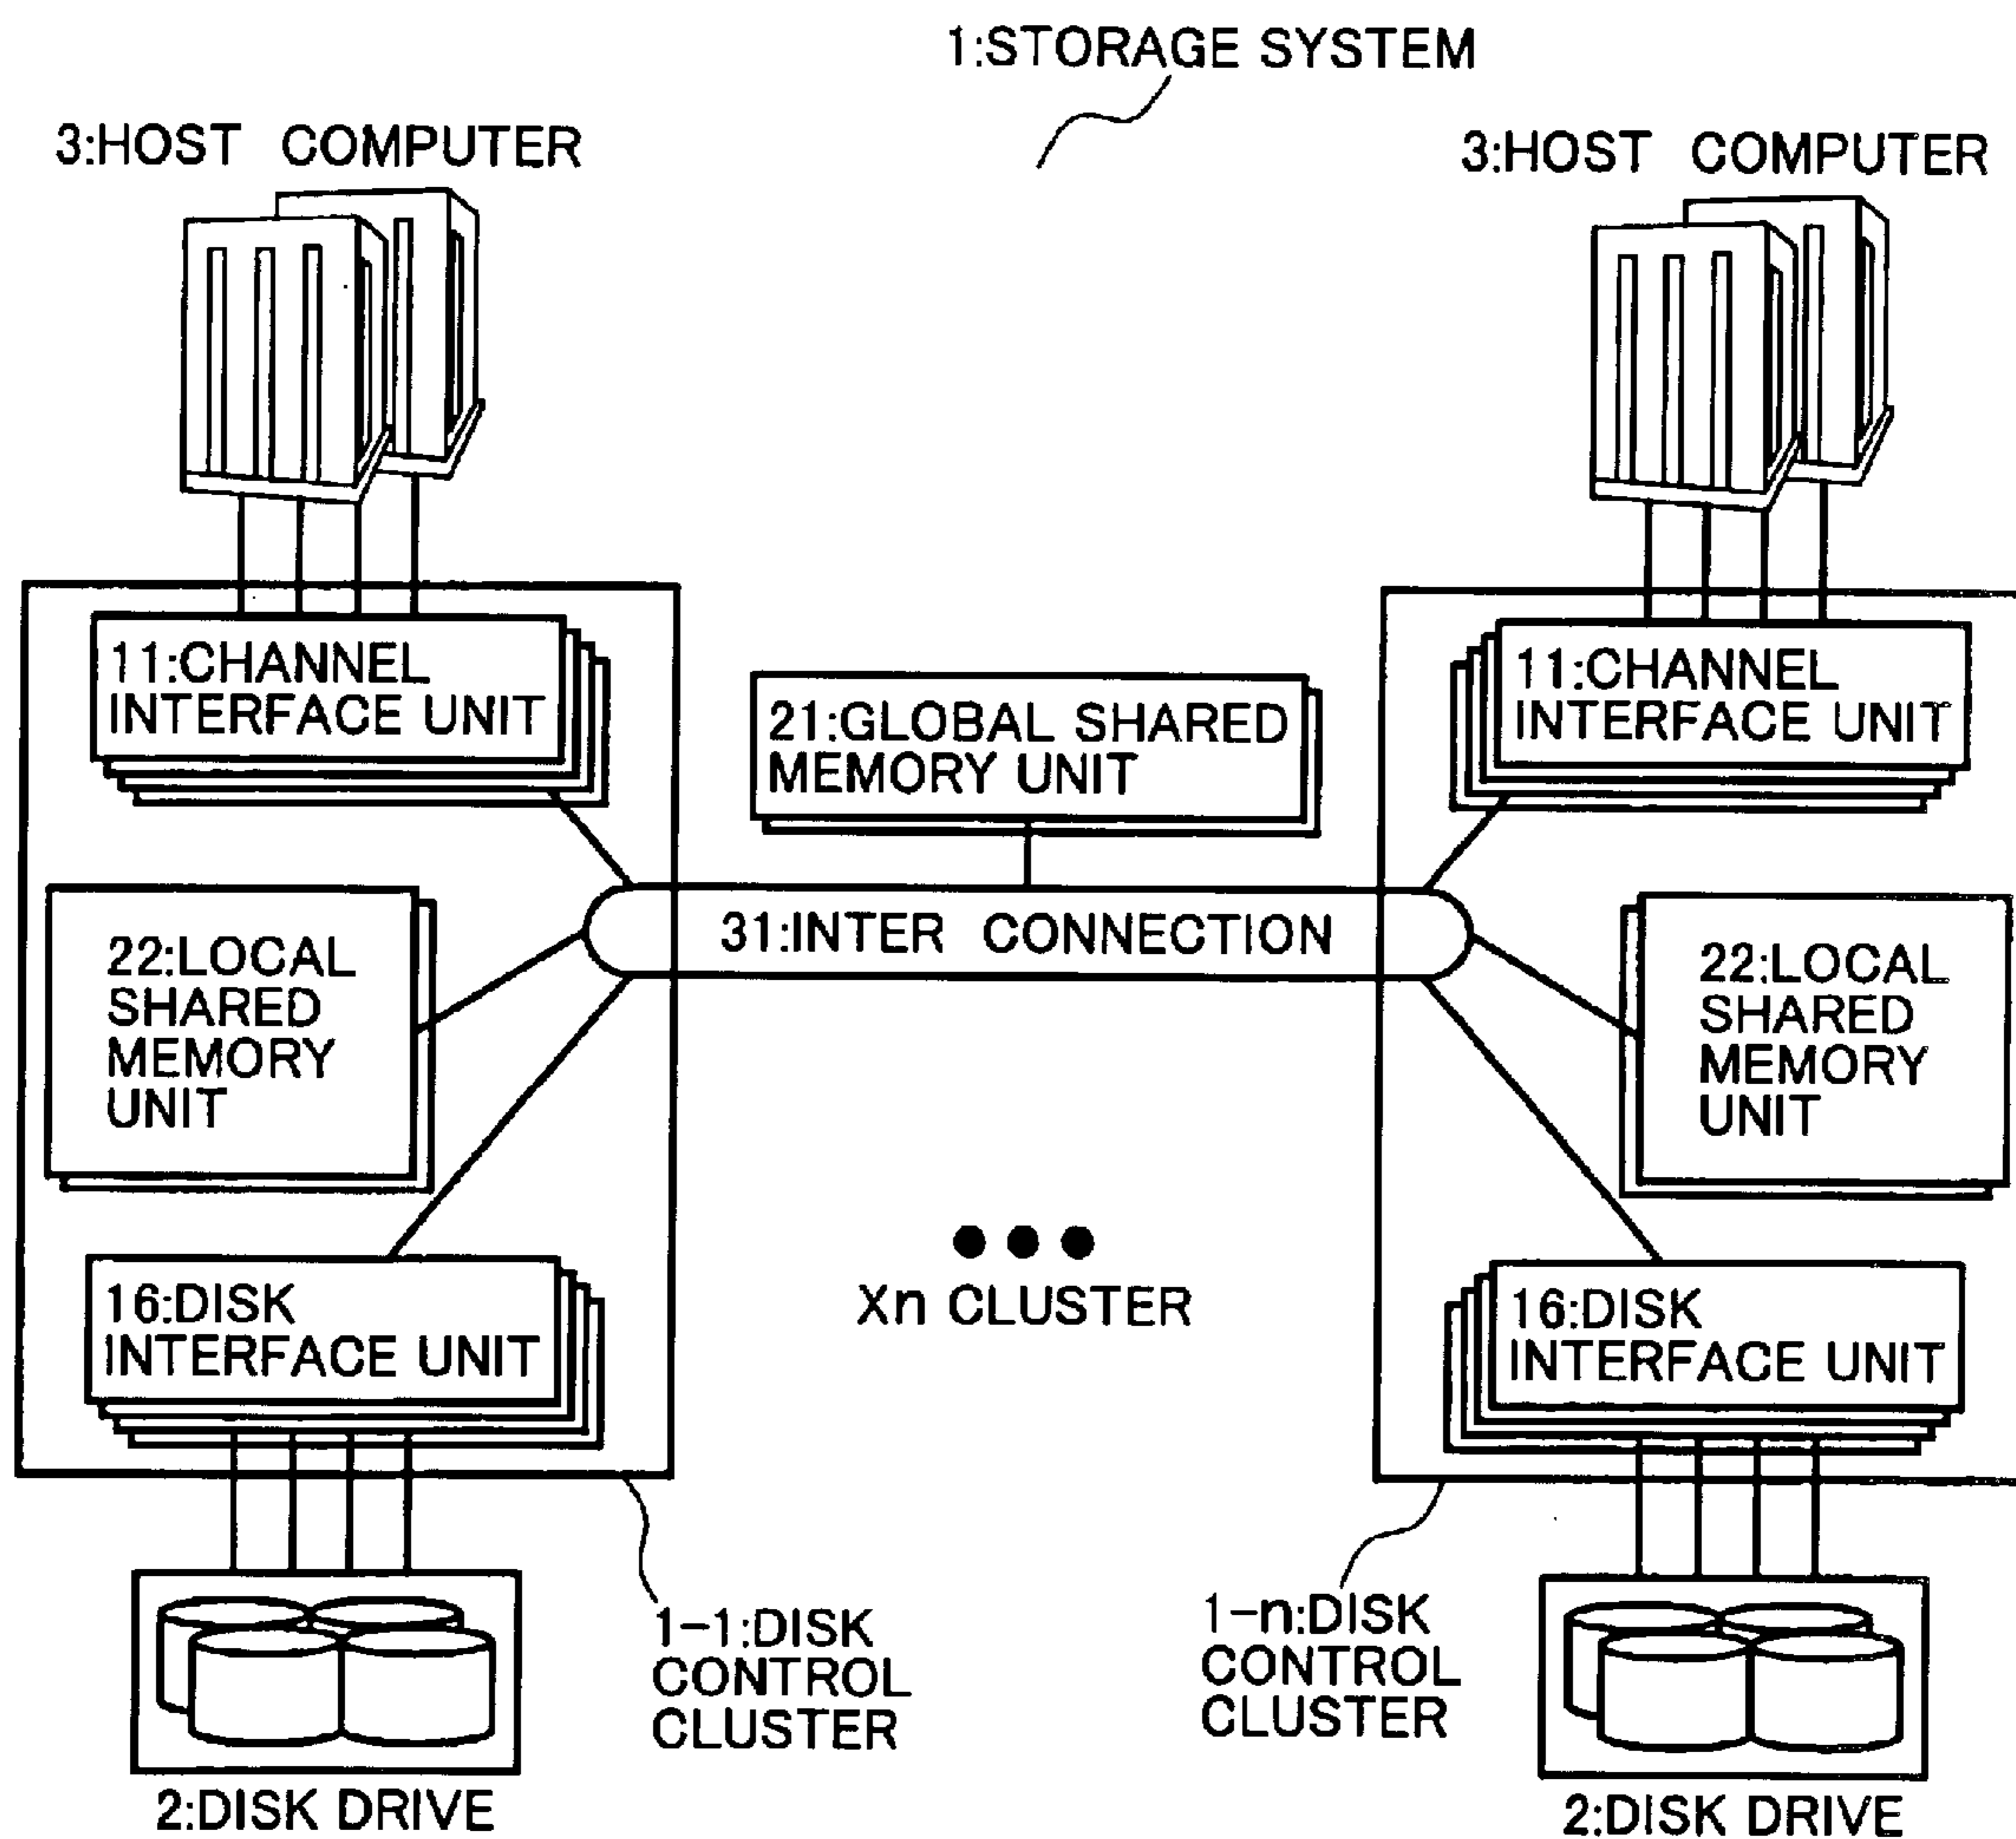 1:STORAGE SYSTEM
3:HOST COMPUTER
3:HOST COMPUTER
11:CHANNEL
INTERFACE UNIT
21:GLOBAL SHARED
MEMORY UNIT
11:CHANNEL
INTERFACE UNIT
31:INTER CONNECTION
22:LOCAL
SHARED
MEMORY
UNIT
22:LOCAL
SHARED
MEMORY
UNIT
16:DISK
INTERFACE UNIT
Xn CLUSTER
16:DISK
INTERFACE UNIT
1-1:DISK
CONTROL
CLUSTER
1-n:DISK
CONTROL
CLUSTER
2:DISK DRIVE
2:DISK DRIVE